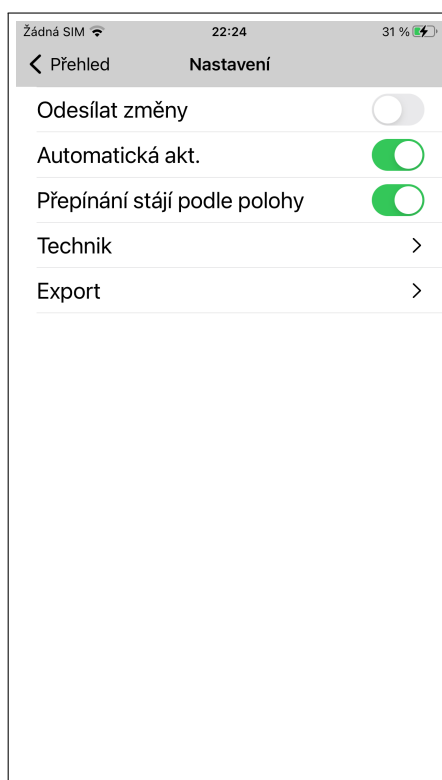 Žádná SIM 22:24 31 %
Přehled Nastavení
Odesílat změny
Automatická akt.
Přepínání stájí podle polohy
Technik
Export